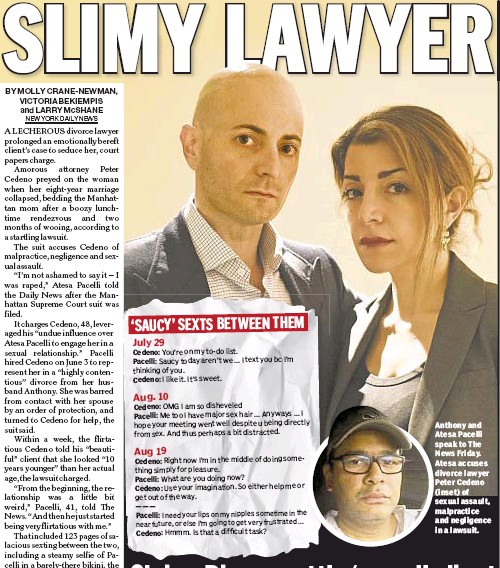 SLIMY LAWYER
BY MOLLY CRANE-NEWMAN,
VICTORIA BEKIEMPIS
and LARRY McSHANE
NEW YORK DAILY NEWS
A LECHEROUS divorce lawyer
prolonged an emotionally bereft
client's case to seduce her, court
papers charge.
Amorous attorney Peter
Cedeno preyed on the woman
when her eight-year marriage
collapsed, bedding the Manhat-
tan mom after a boozy lunch-
time rendezvous and two
months of wooing, according to
a startling lawsuit.
The suit accuses Cedeno of
malpractice, negligence and sex-
ual assault.
"I'm not ashamed to say it – I
was raped," Atesa Pacelli told
the Daily News after the Man-
hattan Supreme Court suit was
filed.
It charges Cedeno, 48, lever-
aged his "undue influence over
Atesa Pacelli to engage her in a
sexual relationship." Pacelli
hired Cedeno on June 3 to rep-
resent her in a "highly conten-
tious" divorce from her hus-
band Anthony. She was barred
from contact with her spouse
by an order of protection, and
turned to Cedeno for help, the
suit said.
Within a week, the flirta-
tious Cedeno told his "beauti-
ful" client that she looked "10
years younger" than her actual
age, the lawsuit charged.
"From the beginning, the re-
lationship was a little bit
weird," Pacelli, 41, told The
News. "And then he just started
being very flirtatious with me."
That included 123 pages of sa-
lacious sexting between the two,
including a steamy selfie of Pa-
celli in a barely-there bikini, the
'SAUCY' SEXTS BETWEEN THEM
July 29
Cedeno: You're on my to-do list.
Pacelli: Saucy today aren't we ... I text you bc I'm
thinking of you.
Cedeno: I like it. It's sweet.
Aug. 10
Cedeno: OMG I am so disheveled
Pacelli: Me too I have major sex hair ... Anyways ... I
hope your meeting went well despite u being directly
from sex. And thus perhaps a bit distracted.
Aug 19
Cedeno: Right now I'm in the middle of doing some-
thing simply for pleasure.
Pacelli: What are you doing now?
Cedeno: Use your imagination. So either help me or
get out of the way.
———
Pacelli: I need your lips on my nipples sometime in the
near future, or else I'm going to get very frustrated ...
Cedeno: Hmmm. Is that a difficult task?
Anthony and
Atesa Pacelli
speak to The
News Friday.
Atesa accuses
divorce lawyer
Peter Cedeno
(inset) of
sexual assault,
malpractice
and negligence
in a lawsuit.